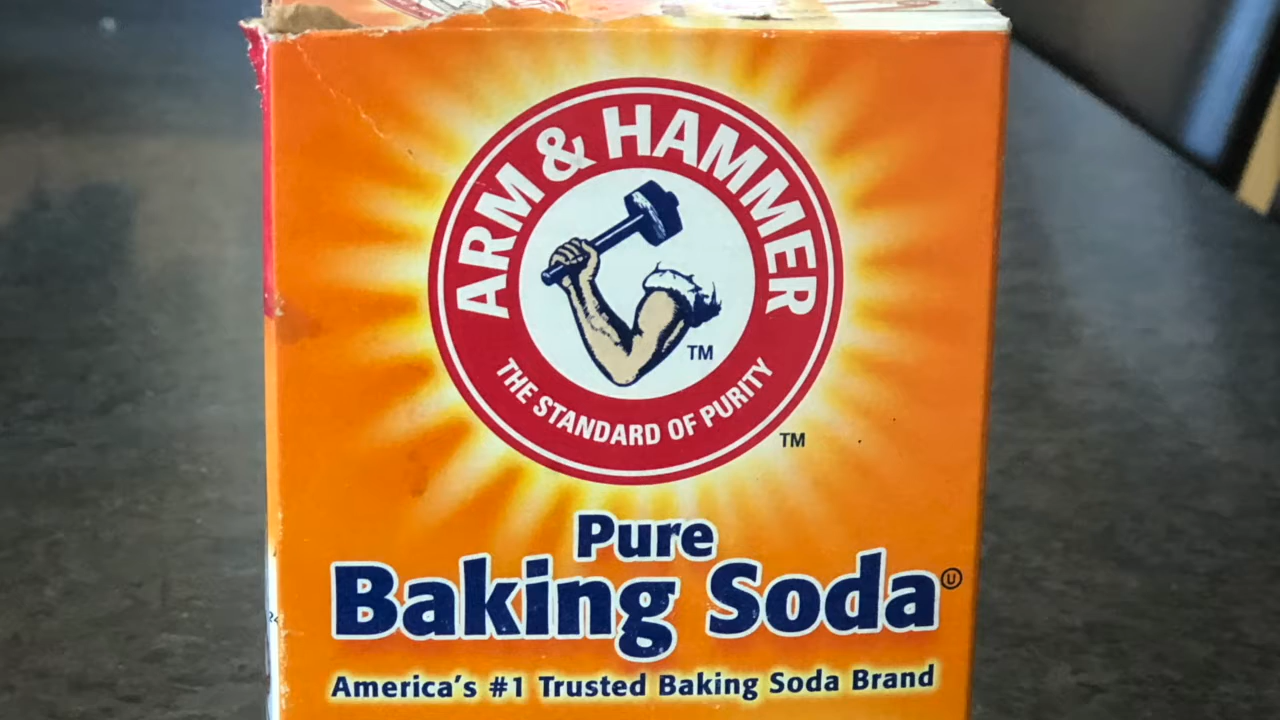 ARM & HAMMER
TM
THE STANDARD OF PURITY
TM
Pure
Baking Soda Ⓤ
America's #1 Trusted Baking Soda Brand